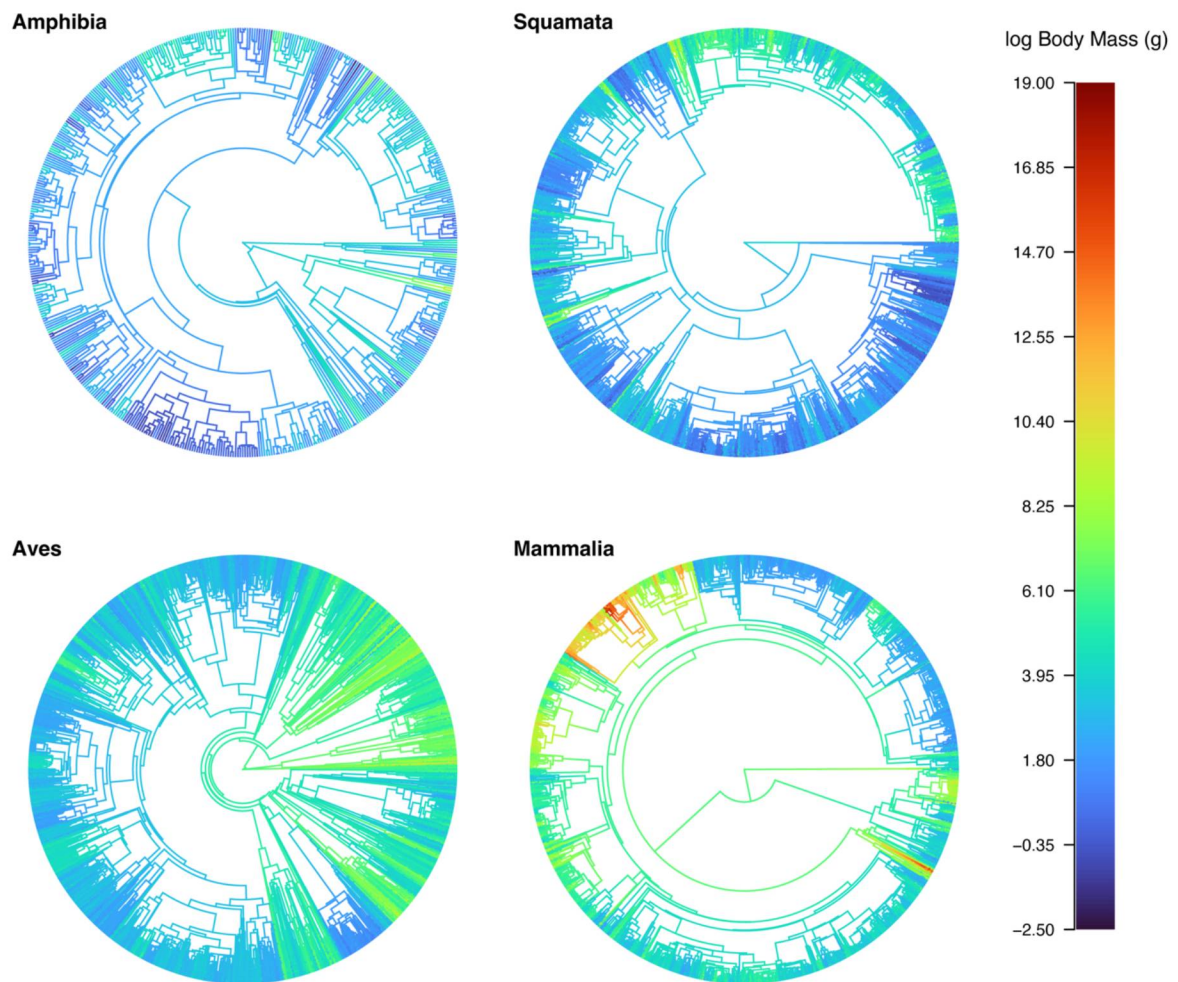 Amphibia
Squamata
log Body Mass (g)
19.00
16.85
14.70
12.55
10.40
8.25
6.10
3.95
1.80
−0.35
−2.50
Aves
Mammalia